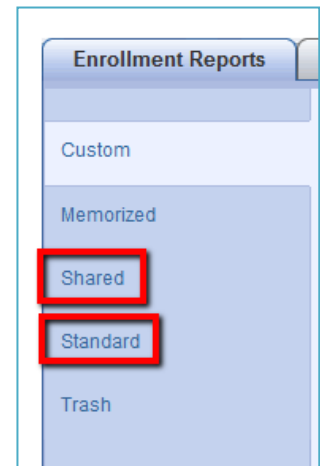 Enrollment Reports
Custom
Memorized
Shared
Standard
Trash